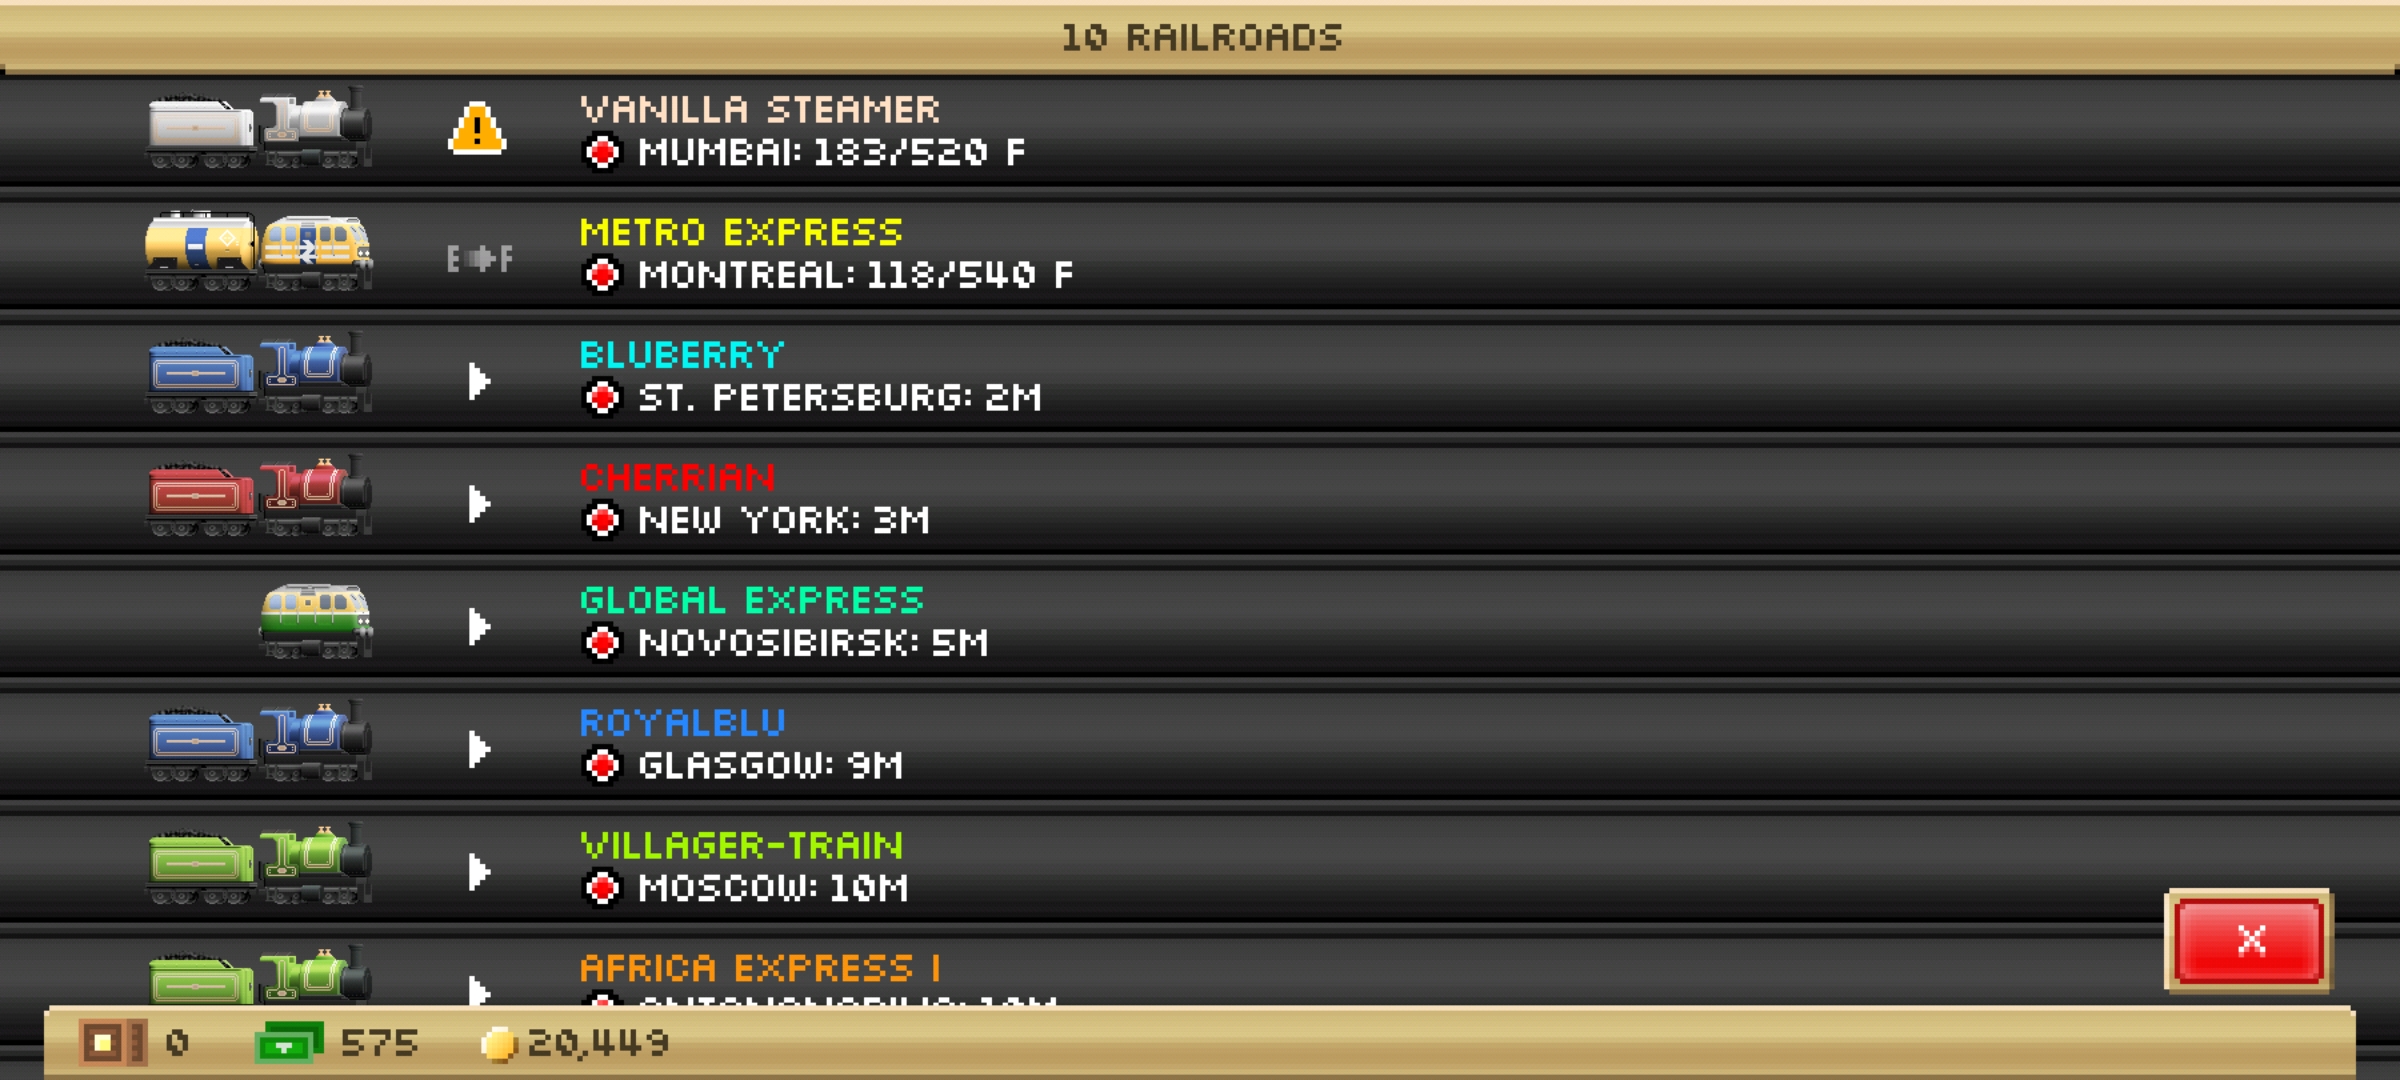 10 RAILROADS
VANILLA STEAMER
MUMBAI: 183/520 F
METRO EXPRESS
E F
MONTREAL: 118/540 F
BLUBERRY
ST. PETERSBURG: 2M
CHERRIAN
NEW YORK: 3M
GLOBAL EXPRESS
NOVOSIBIRSK: 5M
ROYALBLU
GLASGOW: 9M
VILLAGER-TRAIN
MOSCOW: 10M
AFRICA EXPRESS I
X
0 575 20,449